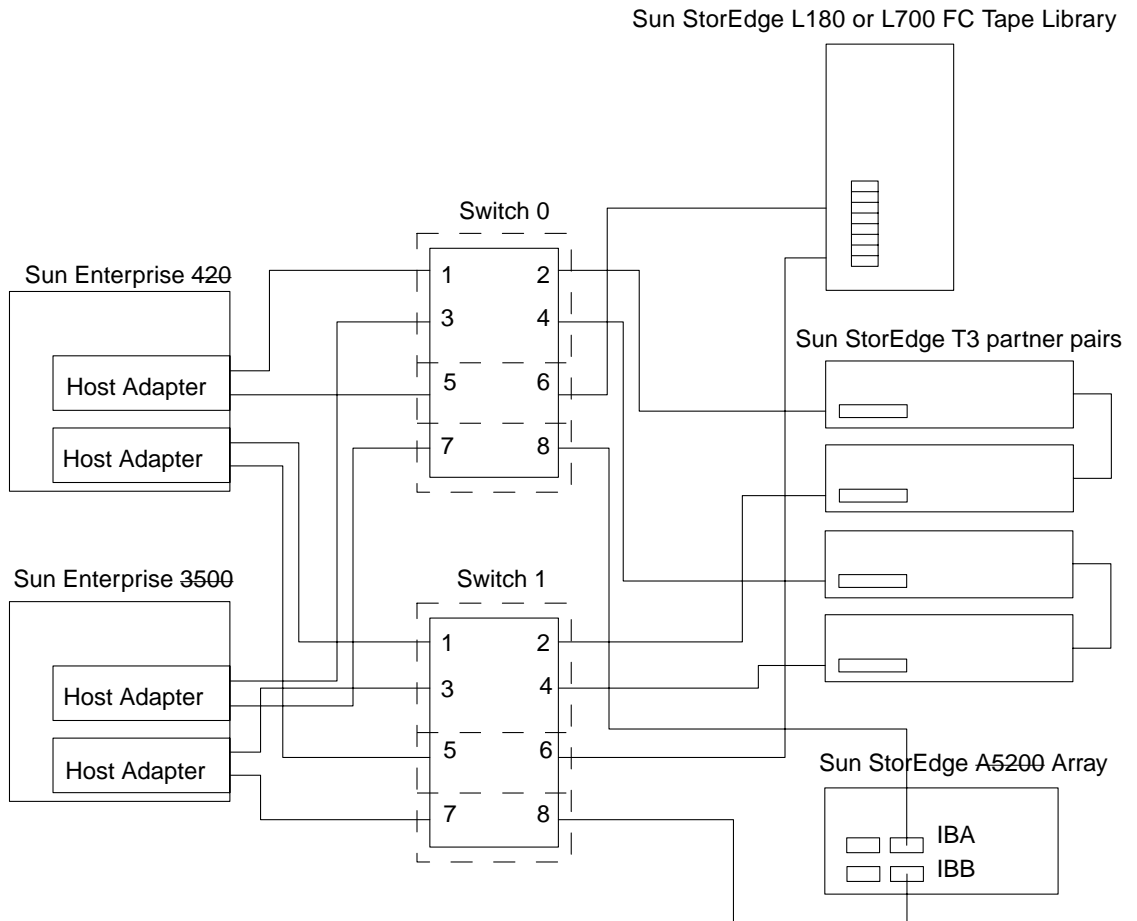 Sun StorEdge L180 or L700 FC Tape Library
Switch 0
Sun Enterprise 420
1 2
3 4
5 6
7 8
Host Adapter
Host Adapter
Sun StorEdge T3 partner pairs
Sun Enterprise 3500
Switch 1
1 2
3 4
5 6
7 8
Host Adapter
Host Adapter
Sun StorEdge A5200 Array
IBA
IBB